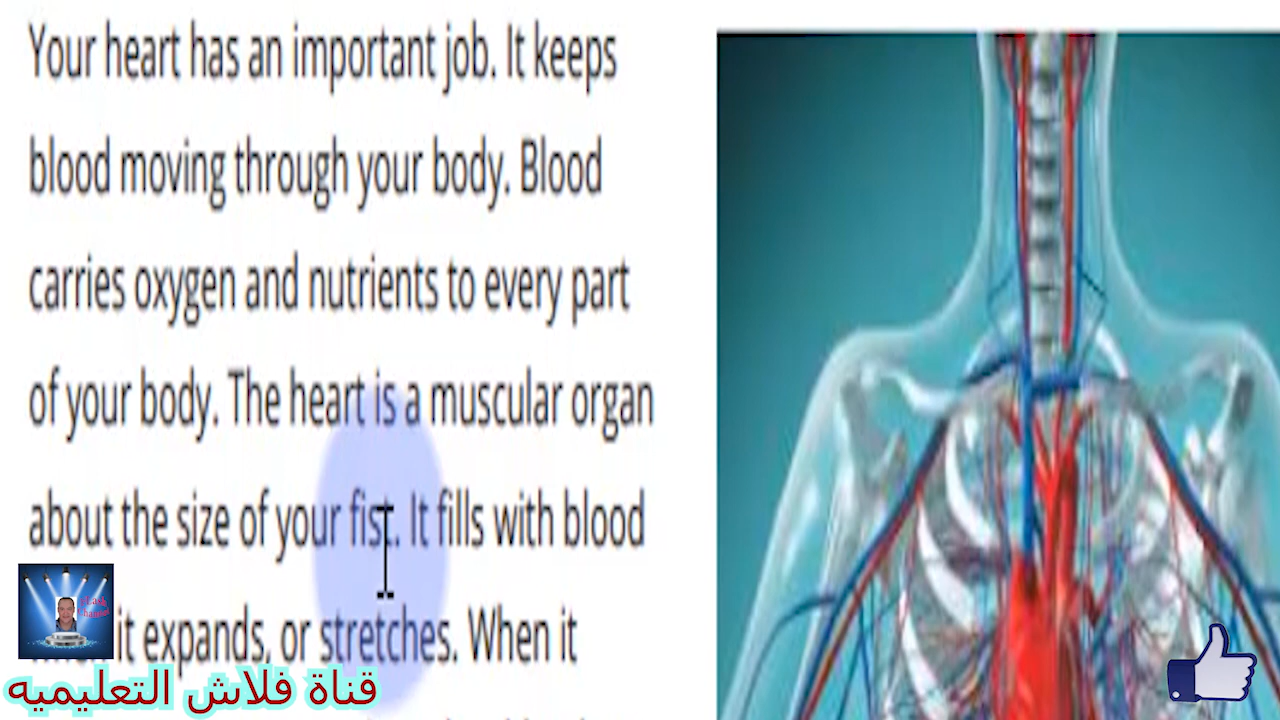 Your heart has an important job. It keeps
blood moving through your body. Blood
carries oxygen and nutrients to every part
of your body. The heart is a muscular organ
about the size of your fist. It fills with blood
it expands, or stretches. When it
Flash
Channel
قناة فلاش التعليميه